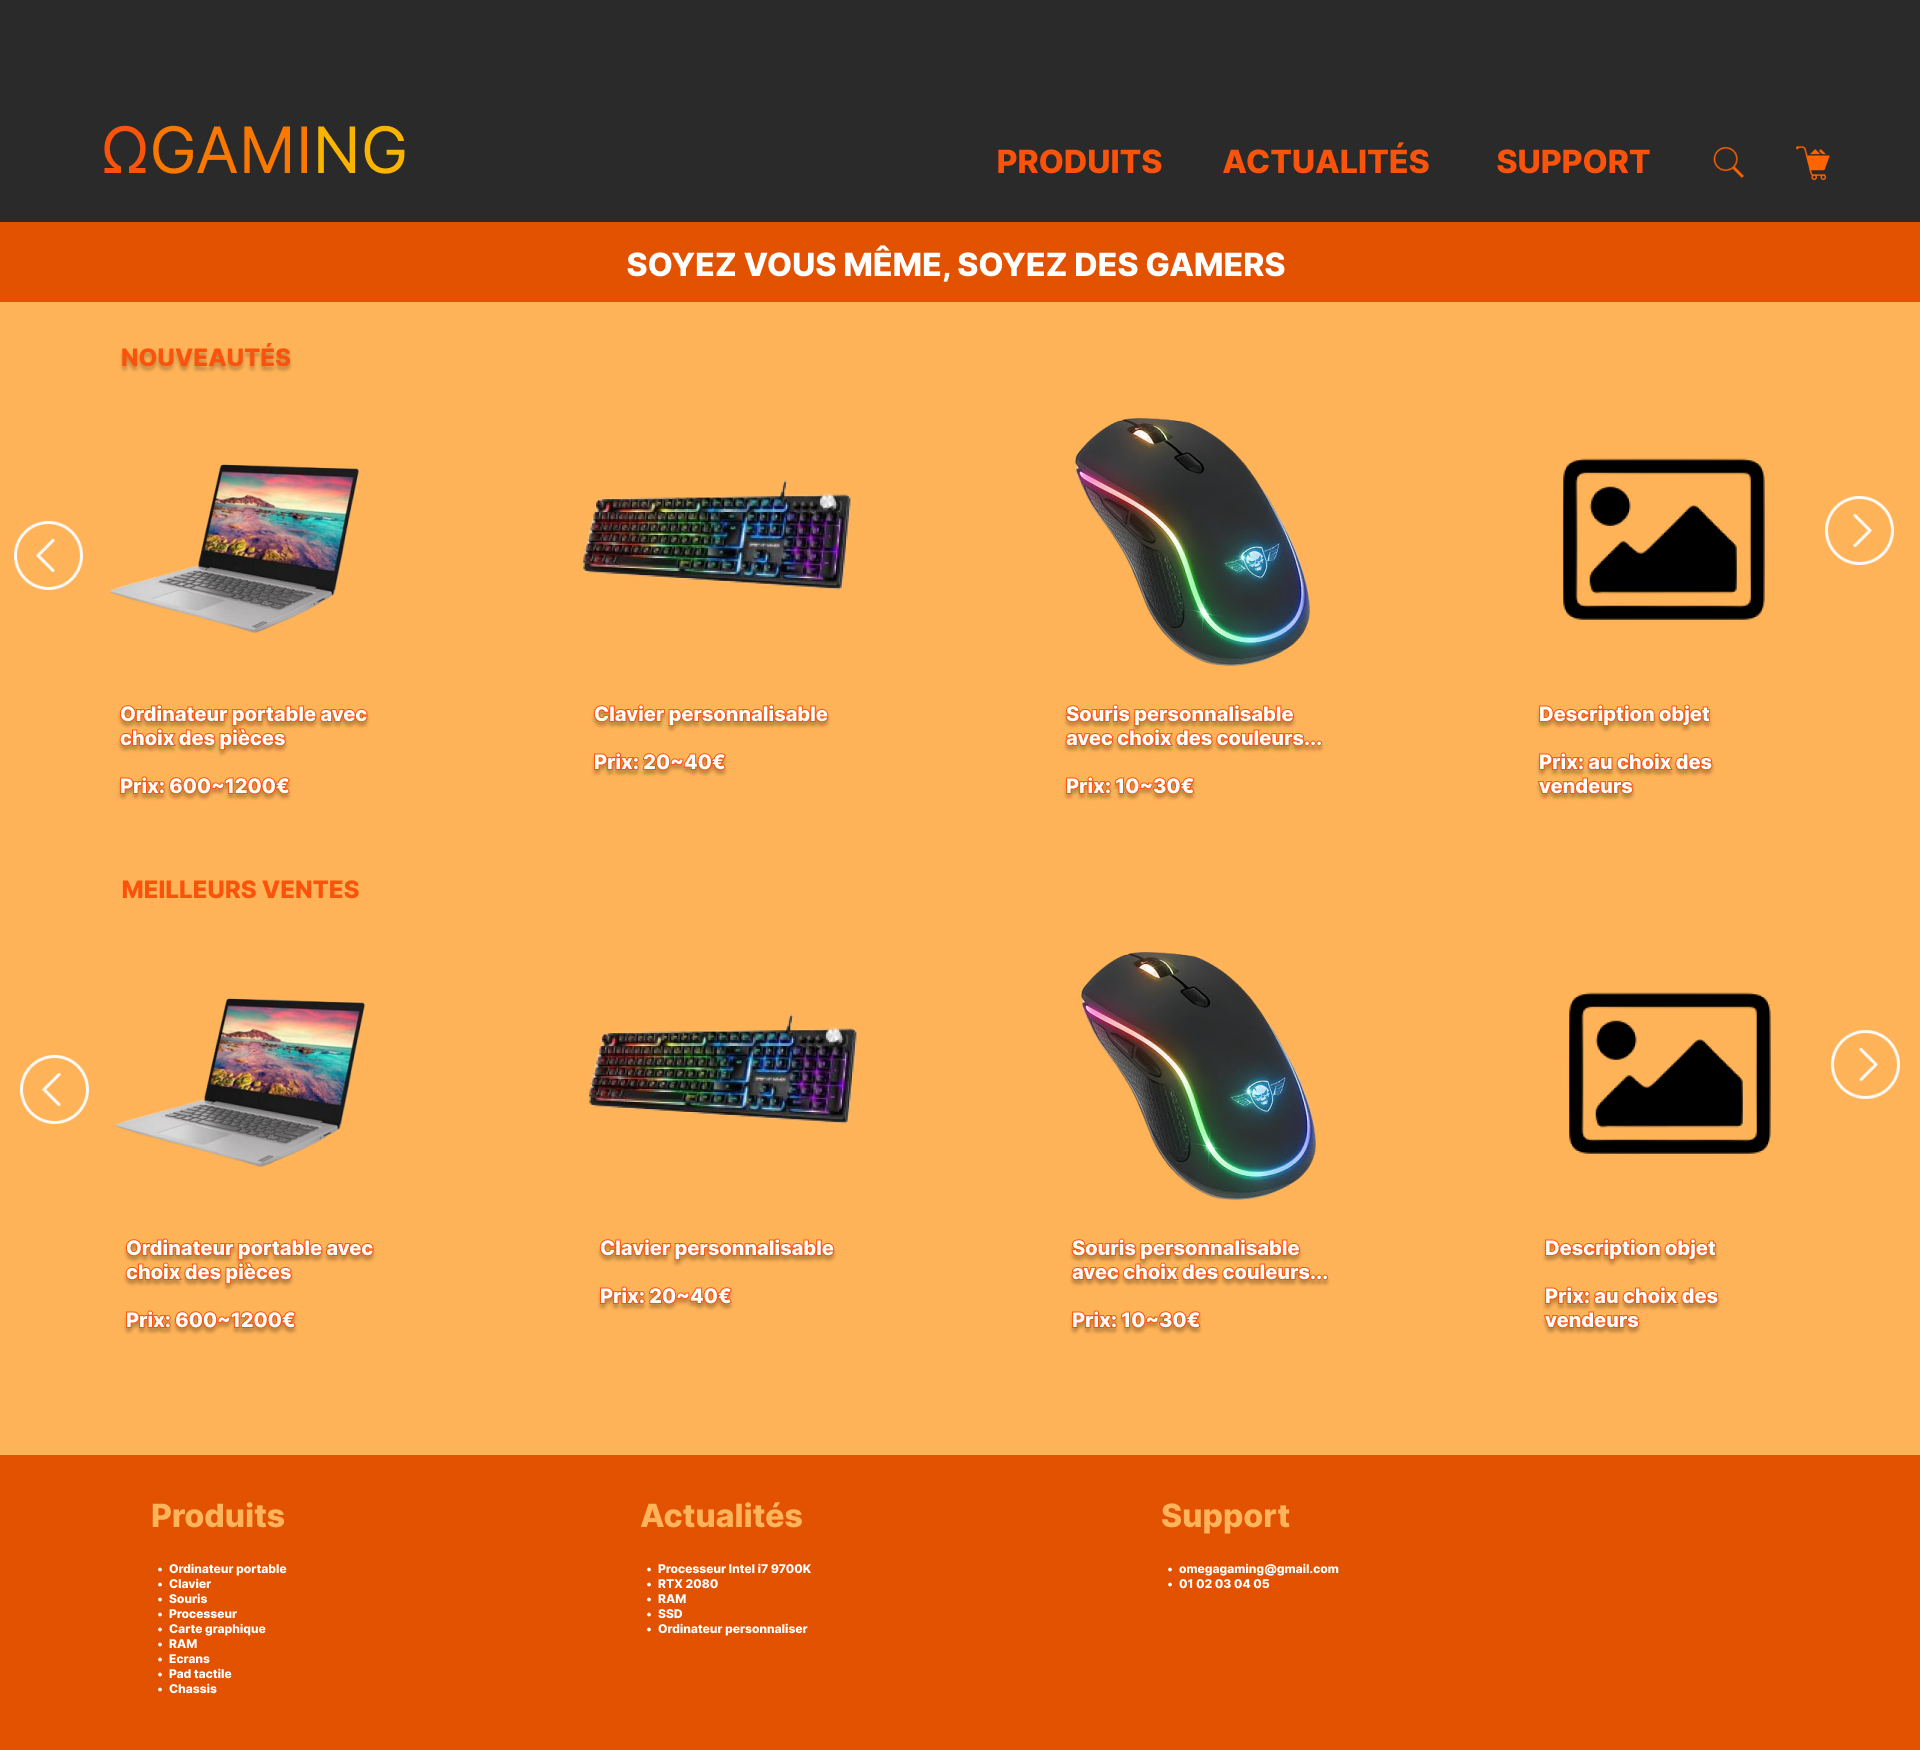 ΩGAMING
PRODUITS
ACTUALITÉS
SUPPORT
SOYEZ VOUS MÊME, SOYEZ DES GAMERS
NOUVEAUTÉS
Ordinateur portable avec
choix des pièces
Prix: 600~1200€
Clavier personnalisable
Prix: 20~40€
Souris personnalisable
avec choix des couleurs...
Prix: 10~30€
Description objet
Prix: au choix des
vendeurs
MEILLEURS VENTES
Ordinateur portable avec
choix des pièces
Prix: 600~1200€
Clavier personnalisable
Prix: 20~40€
Souris personnalisable
avec choix des couleurs...
Prix: 10~30€
Description objet
Prix: au choix des
vendeurs
Produits
• Ordinateur portable
• Clavier
• Souris
• Processeur
• Carte graphique
• RAM
• Ecrans
• Pad tactile
• Chassis
Actualités
• Processeur Intel i7 9700K
• RTX 2080
• RAM
• SSD
• Ordinateur personnaliser
Support
• omegagaming@gmail.com
• 01 02 03 04 05